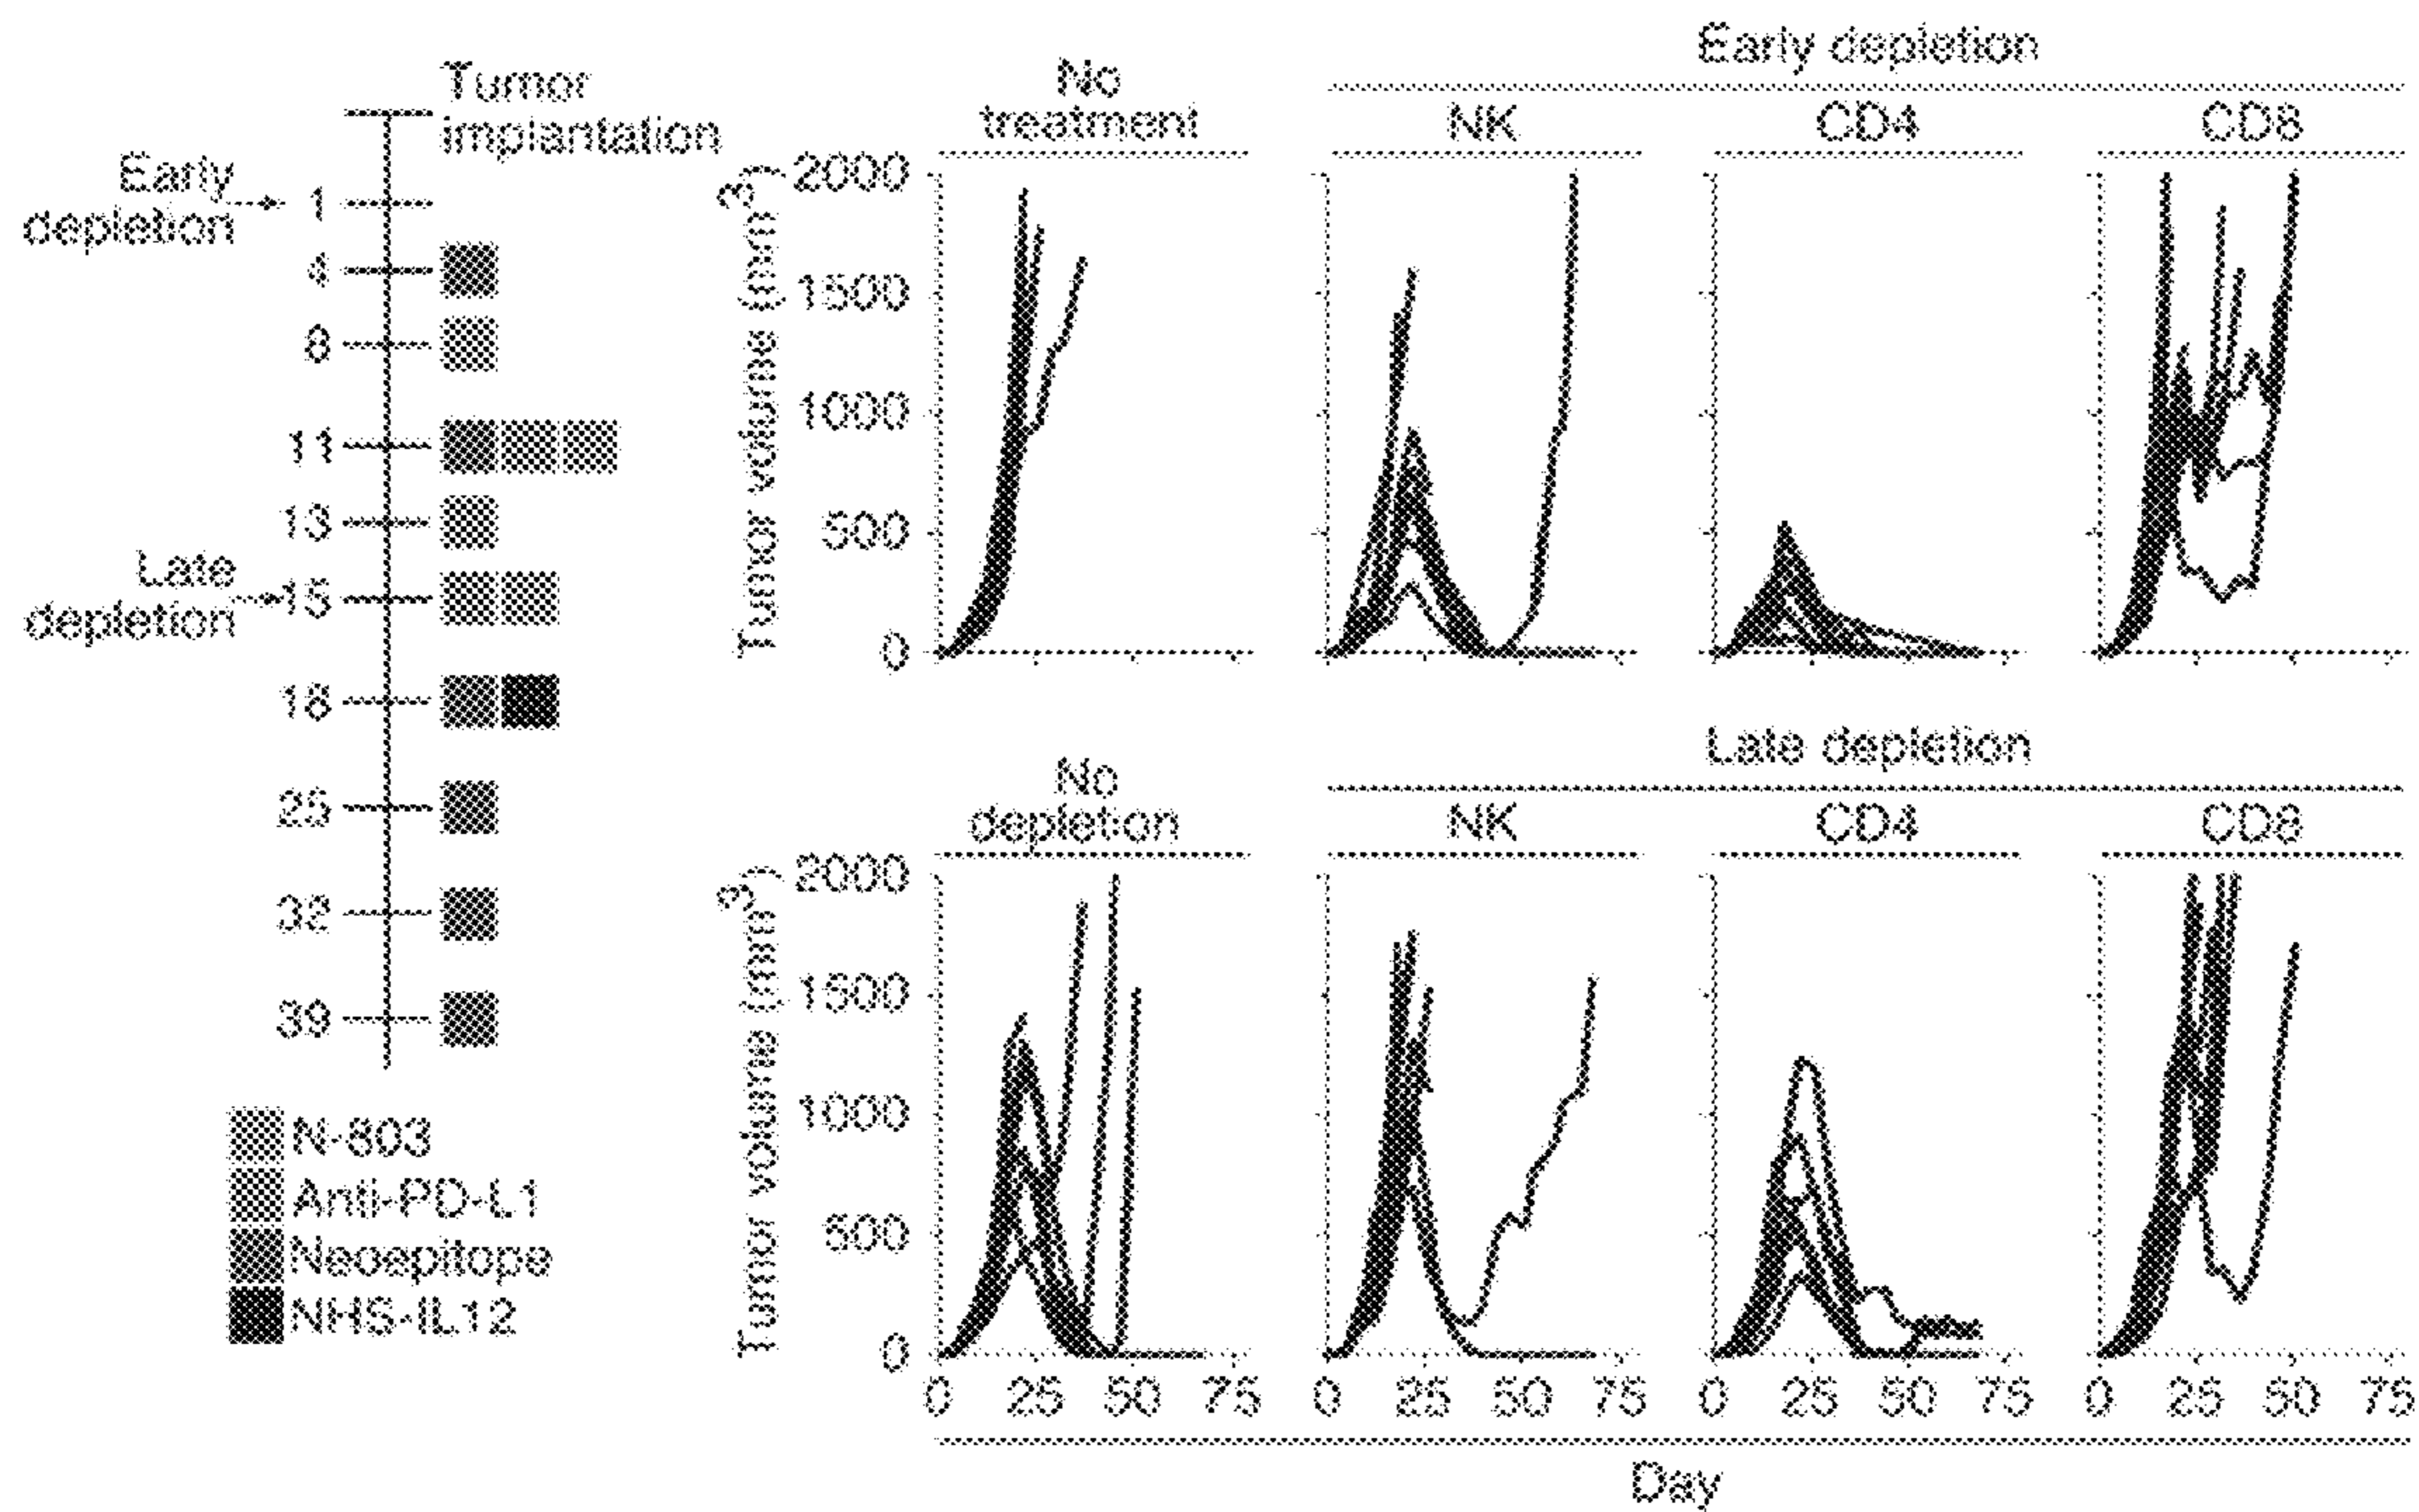 Tumor
implantation
Early
depletion
1
4
8
11
13
Late
depletion
15
18
25
32
39
N-803
Anti-PD-L1
Neoepitope
NHS-IL12
No
treatment
Early depletion
NK
CD4
CD8
Tumor volume (mm3)
2000
1500
1000
500
0
No
depletion
Late depletion
NK
CD4
CD8
Tumor volume (mm3)
2000
1500
1000
500
0
0 25 50 75
0 25 50 75
0 25 50 75
0 25 50 75
Day